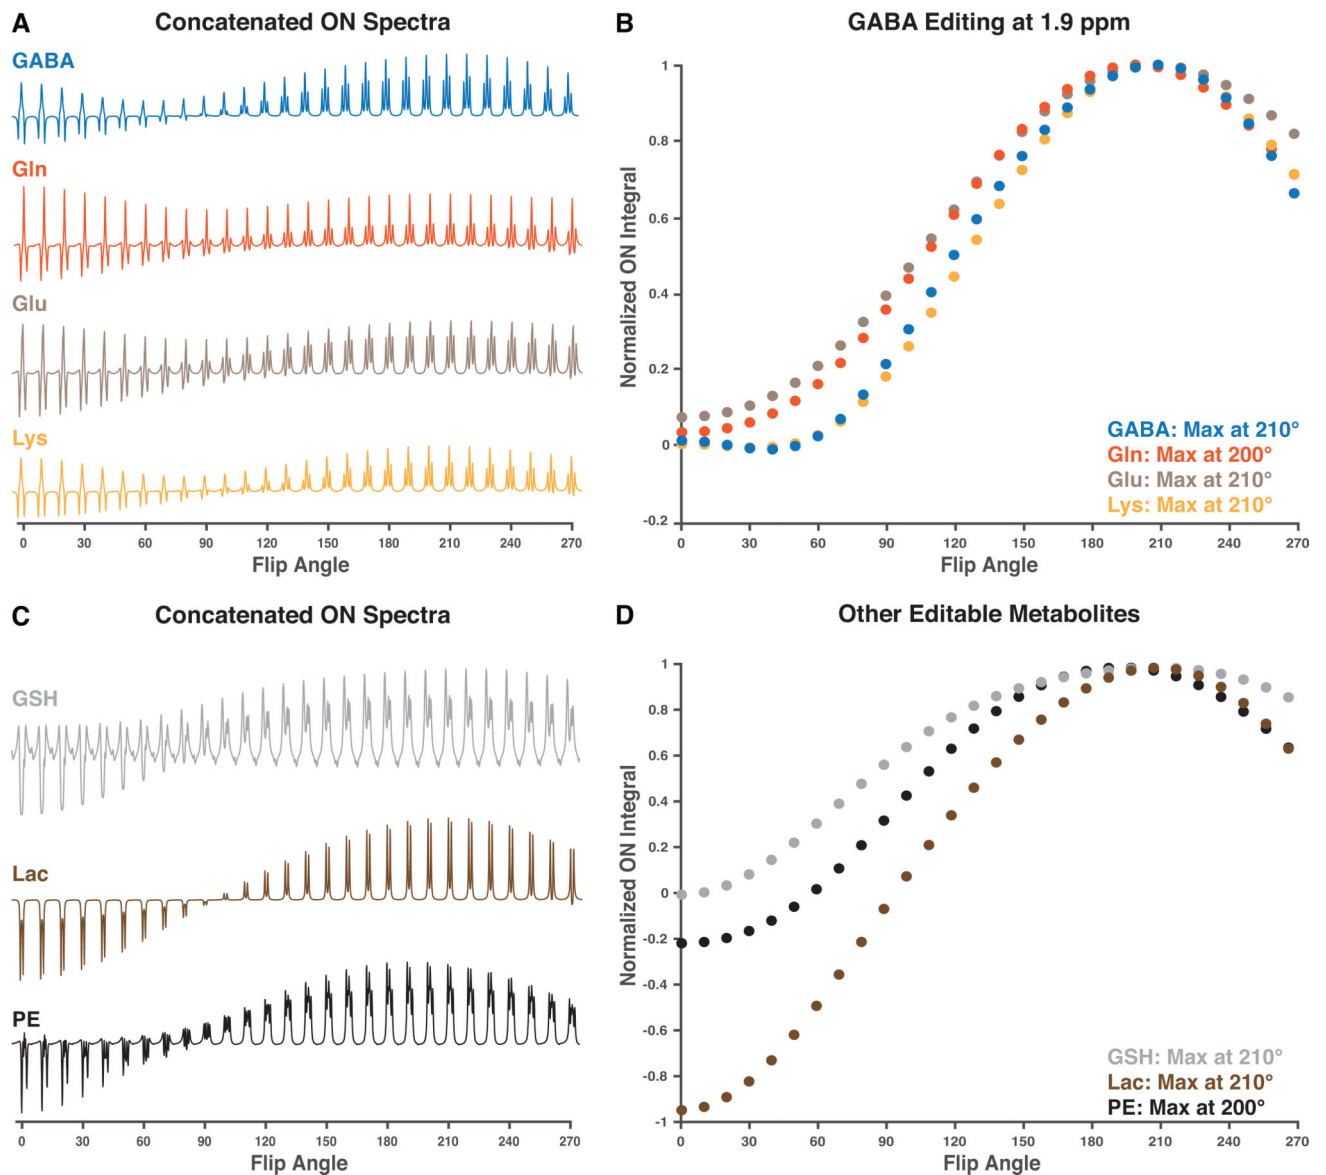 A
Concatenated ON Spectra
GABA
Gln
Glu
Lys
0 30 60 90 120 150 180 210 240 270
Flip Angle
B
GABA Editing at 1.9 ppm
Normalized ON Integral
1
0.8
0.6
0.4
0.2
0
-0.2
GABA: Max at 210°
Gln: Max at 200°
Glu: Max at 210°
Lys: Max at 210°
0 30 60 90 120 150 180 210 240 270
Flip Angle
C
Concatenated ON Spectra
GSH
Lac
PE
0 30 60 90 120 150 180 210 240 270
Flip Angle
D
Other Editable Metabolites
Normalized ON Integral
1
0.8
0.6
0.4
0.2
0
-0.2
-0.4
-0.6
-0.8
-1
GSH: Max at 210°
Lac: Max at 210°
PE: Max at 200°
0 30 60 90 120 150 180 210 240 270
Flip Angle